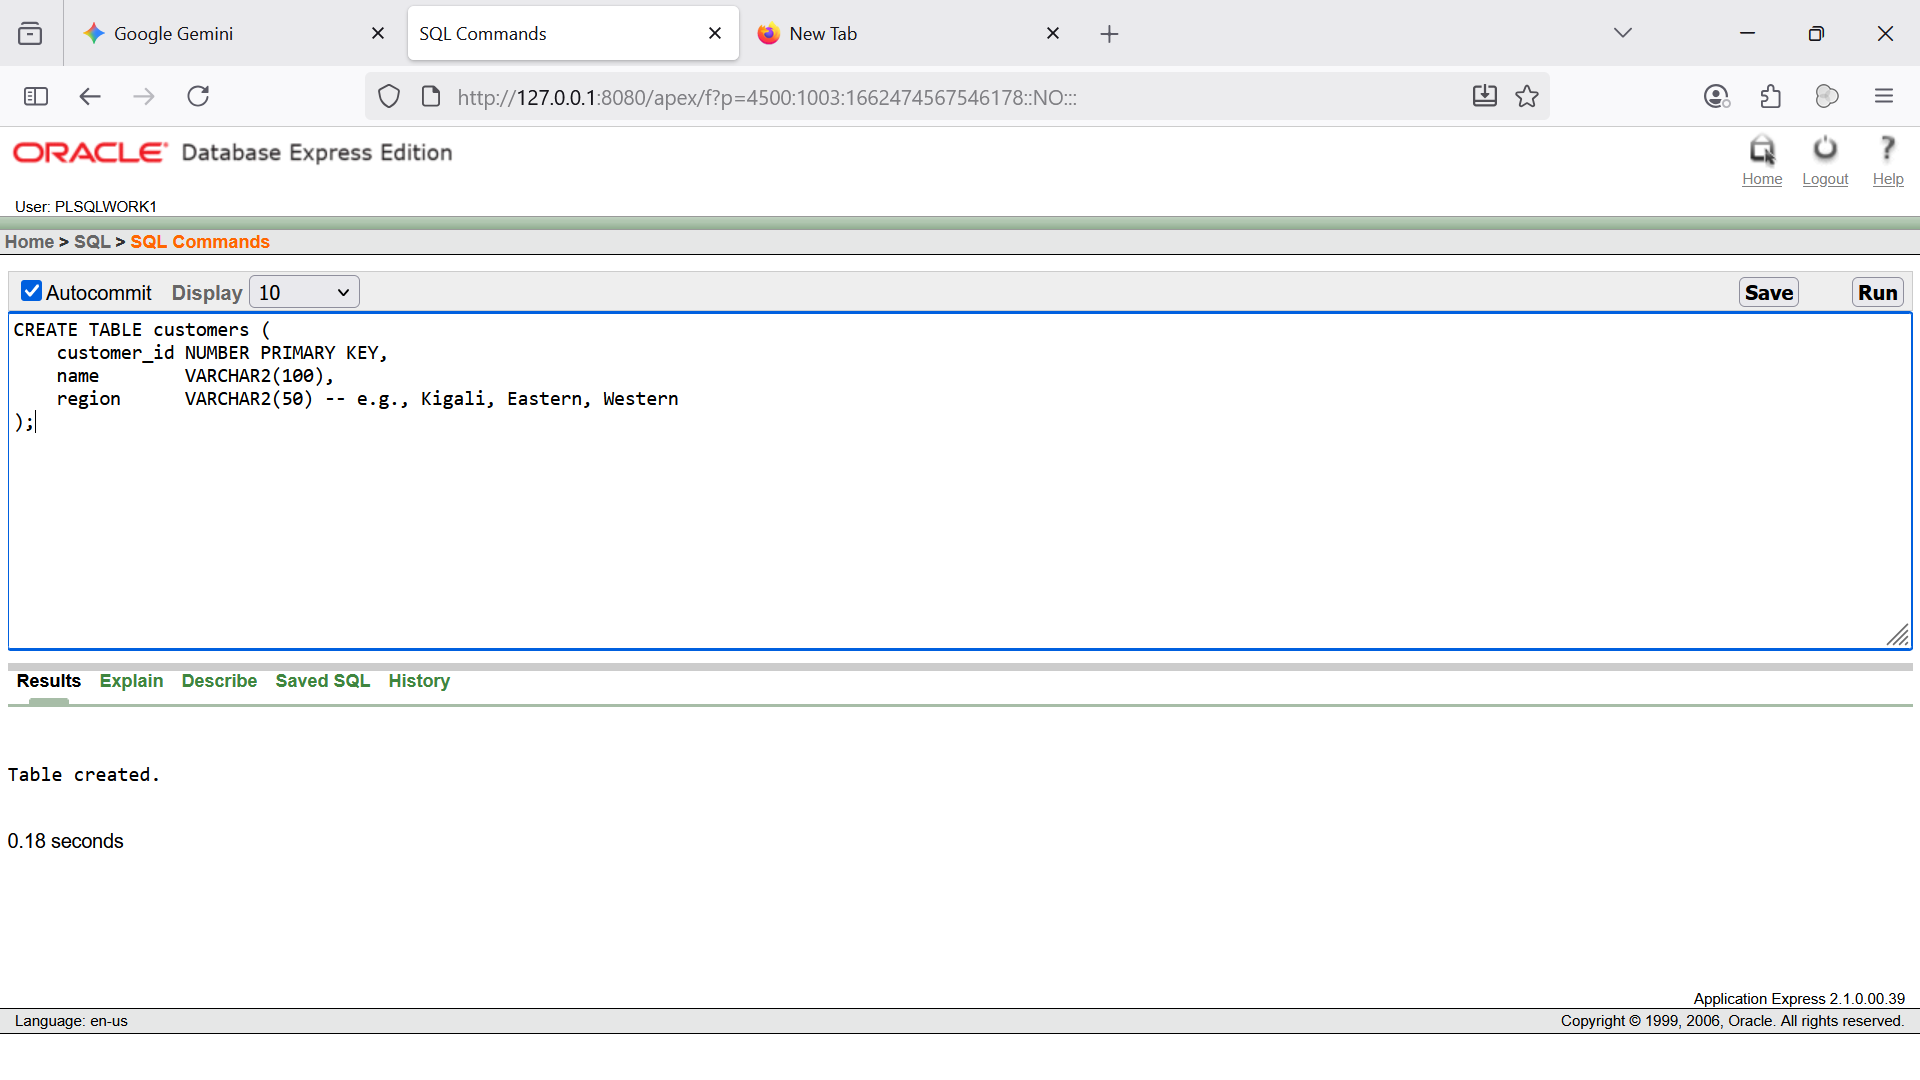 Google Gemini
SQL Commands
New Tab
http://127.0.0.1:8080/apex/f?p=4500:1003:1662474567546178::NO:::
ORACLE Database Express Edition
Home Logout Help
User: PLSQLWORK1
Home > SQL > SQL Commands
Autocommit Display 10 Save Run
CREATE TABLE customers (
    customer_id NUMBER PRIMARY KEY,
    name        VARCHAR2(100),
    region      VARCHAR2(50) -- e.g., Kigali, Eastern, Western
);
Results Explain Describe Saved SQL History
Table created.
0.18 seconds
Application Express 2.1.0.00.39
Language: en-us
Copyright © 1999, 2006, Oracle. All rights reserved.